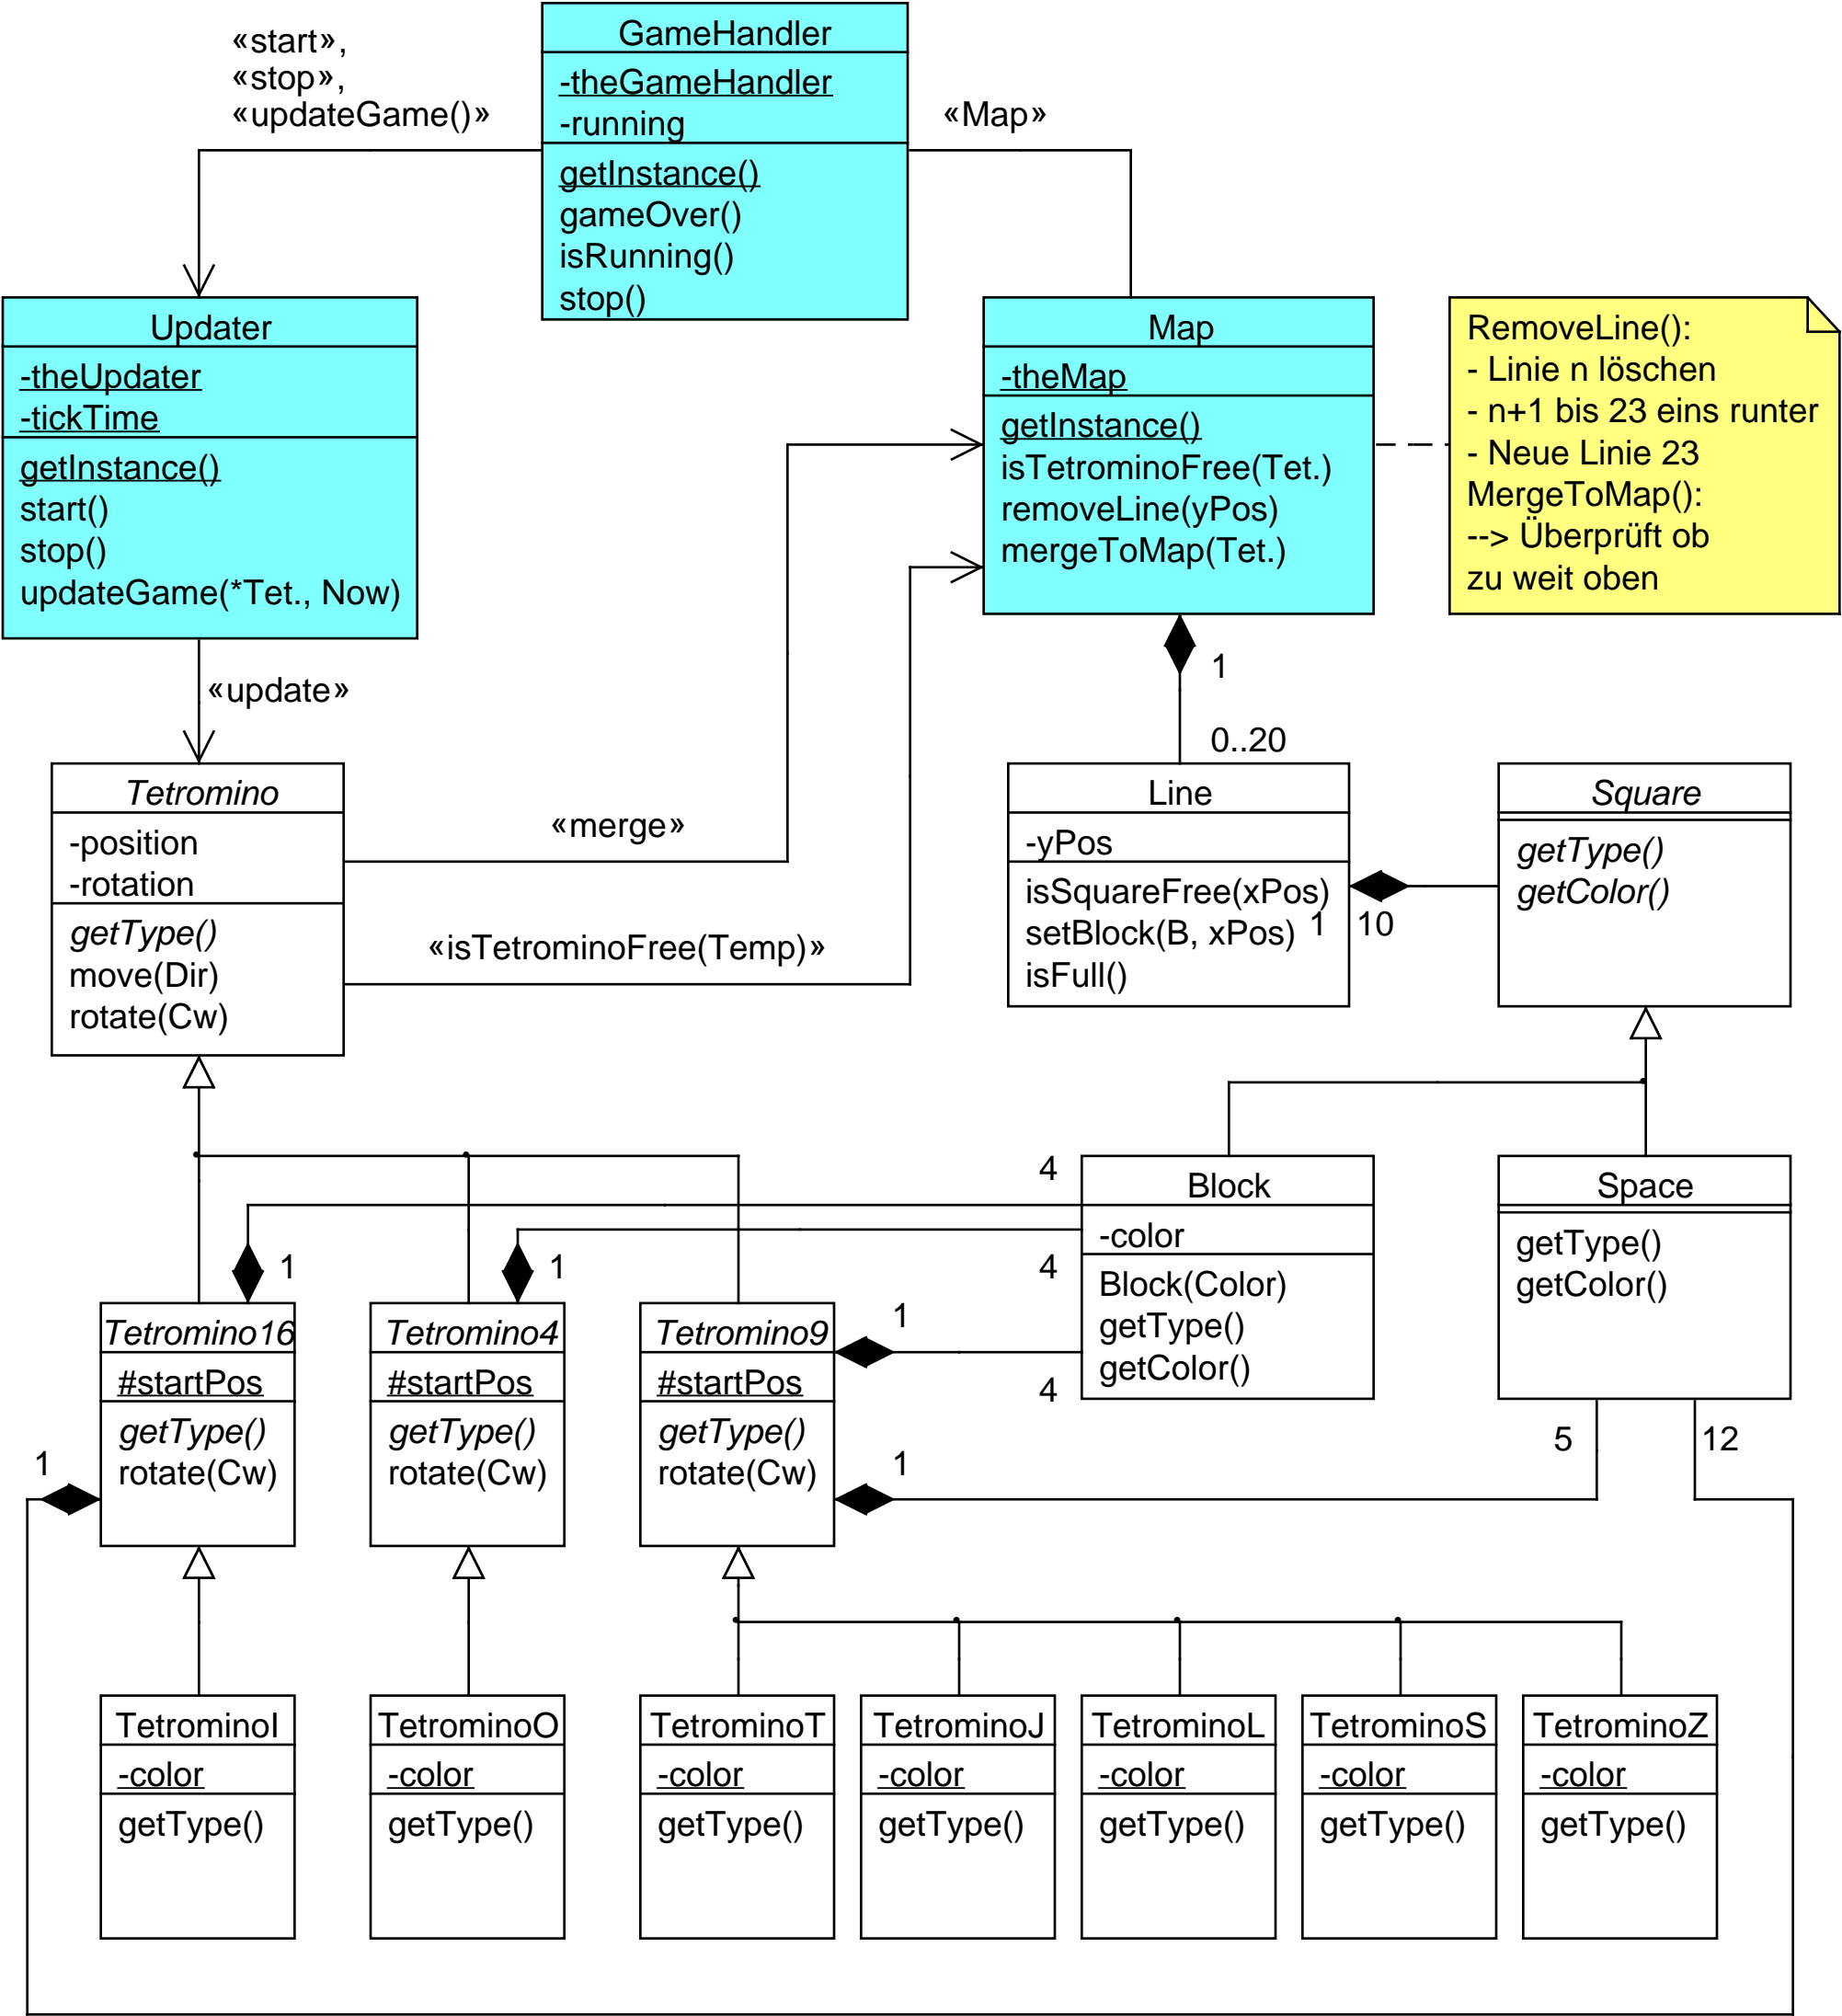 «start»,
«stop»,
«updateGame()»
GameHandler
-theGameHandler
-running
getInstance()
gameOver()
isRunning()
stop()
«Map»
Updater
-theUpdater
-tickTime
getInstance()
start()
stop()
updateGame(*Tet., Now)
Map
-theMap
getInstance()
isTetrominoFree(Tet.)
removeLine(yPos)
mergeToMap(Tet.)
RemoveLine():
- Linie n löschen
- n+1 bis 23 eins runter
- Neue Linie 23
MergeToMap():
--> Überprüft ob
zu weit oben
«update»
1
0..20
Tetromino
-position
-rotation
getType()
move(Dir)
rotate(Cw)
«merge»
«isTetrominoFree(Temp)»
Line
-yPos
isSquareFree(xPos)
setBlock(B, xPos)
isFull()
1
10
Square
getType()
getColor()
4
4
4
Block
-color
Block(Color)
getType()
getColor()
Space
getType()
getColor()
5
12
1
1
1
1
1
Tetromino16
#startPos
getType()
rotate(Cw)
Tetromino4
#startPos
getType()
rotate(Cw)
Tetromino9
#startPos
getType()
rotate(Cw)
TetrominoI
-color
getType()
TetrominoO
-color
getType()
TetrominoT
-color
getType()
TetrominoJ
-color
getType()
TetrominoL
-color
getType()
TetrominoS
-color
getType()
TetrominoZ
-color
getType()